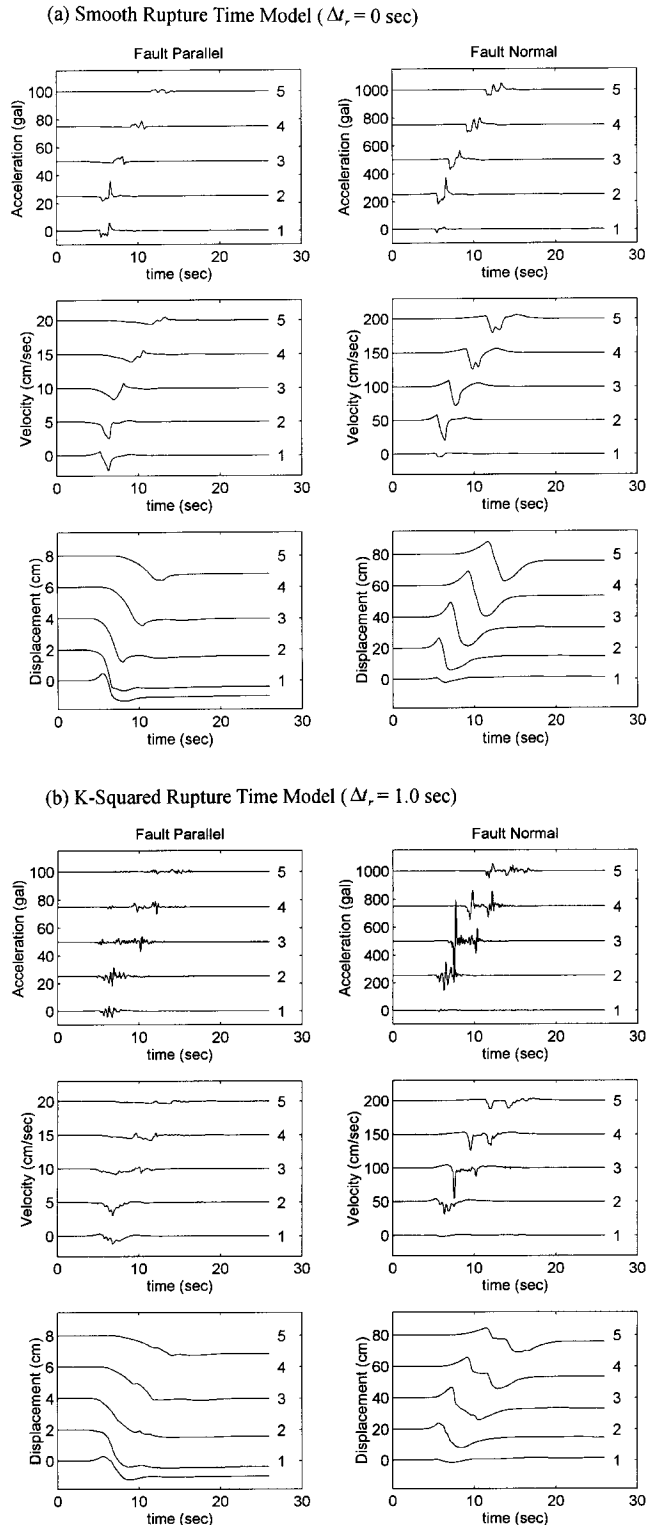 (a) Smooth Rupture Time Model (Δt_r = 0 sec)
Fault Parallel
Acceleration (gal)
100
80
60
40
20
0
5
4
3
2
1
0 10 20 30
time (sec)
Fault Normal
Acceleration (gal)
1000
800
600
400
200
0
5
4
3
2
1
0 10 20 30
time (sec)
Velocity (cm/sec)
20
15
10
5
0
5
4
3
2
1
0 10 20 30
time (sec)
Velocity (cm/sec)
200
150
100
50
0
5
4
3
2
1
0 10 20 30
time (sec)
Displacement (cm)
8
6
4
2
0
5
4
3
2
1
0 10 20 30
time (sec)
Displacement (cm)
80
60
40
20
0
5
4
3
2
1
0 10 20 30
time (sec)
(b) K-Squared Rupture Time Model (Δt_r = 1.0 sec)
Fault Parallel
Acceleration (gal)
100
80
60
40
20
0
5
4
3
2
1
0 10 20 30
time (sec)
Fault Normal
Acceleration (gal)
1000
800
600
400
200
0
5
4
3
2
1
0 10 20 30
time (sec)
Velocity (cm/sec)
20
15
10
5
0
5
4
3
2
1
0 10 20 30
time (sec)
Velocity (cm/sec)
200
150
100
50
0
5
4
3
2
1
0 10 20 30
time (sec)
Displacement (cm)
8
6
4
2
0
5
4
3
2
1
0 10 20 30
time (sec)
Displacement (cm)
80
60
40
20
0
5
4
3
2
1
0 10 20 30
time (sec)